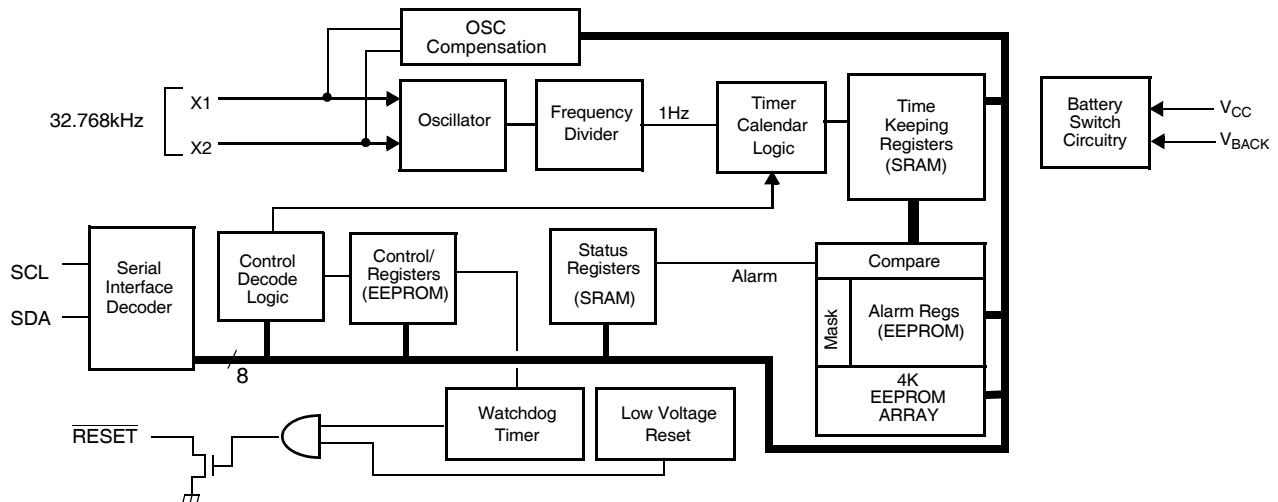 OSC
Compensation
32.768kHz
X1
X2
Oscillator
Frequency
Divider
1Hz
Timer
Calendar
Logic
Time
Keeping
Registers
(SRAM)
Battery
Switch
Circuitry
VCC
VBACK
SCL
SDA
Serial
Interface
Decoder
Control
Decode
Logic
Control/
Registers
(EEPROM)
Status
Registers
(SRAM)
Alarm
Compare
Mask
Alarm Regs
(EEPROM)
4K
EEPROM
ARRAY
8
Watchdog
Timer
Low Voltage
Reset
RESET